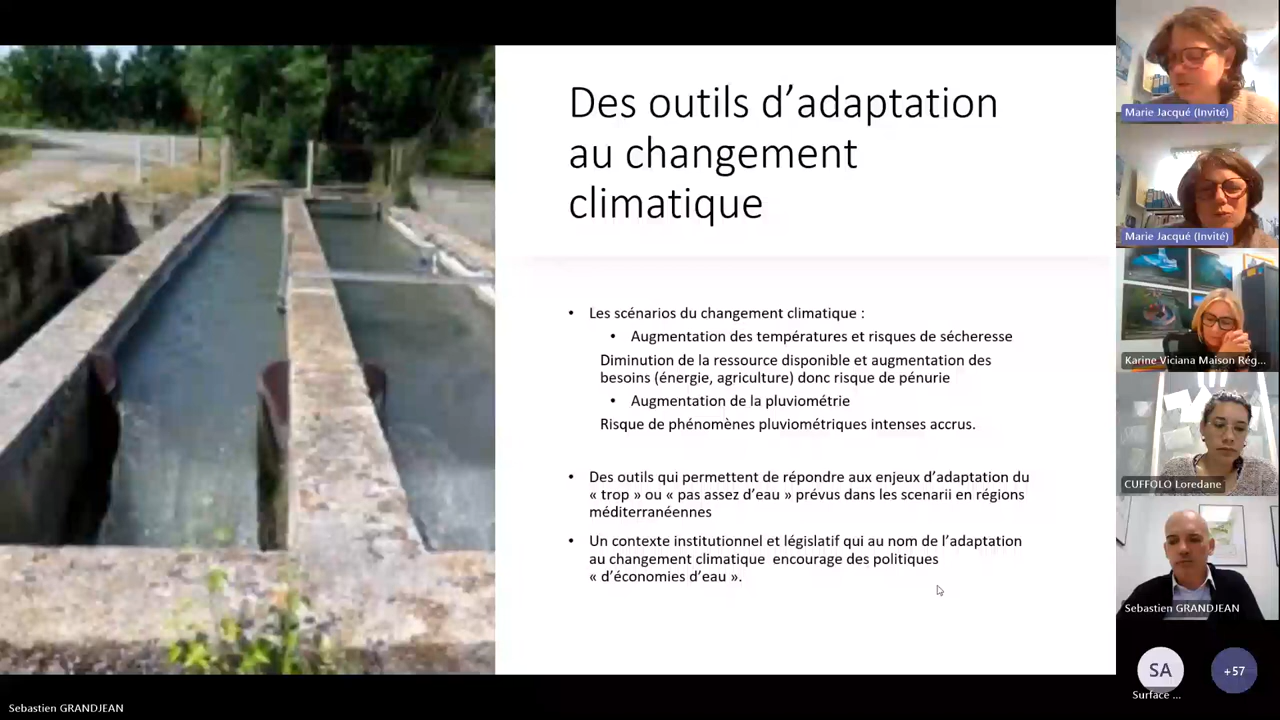 Des outils d’adaptation
au changement
climatique
• Les scénarios du changement climatique :
• Augmentation des températures et risques de sécheresse
Diminution de la ressource disponible et augmentation des
besoins (énergie, agriculture) donc risque de pénurie
• Augmentation de la pluviométrie
Risque de phénomènes pluviométriques intenses accrus.
• Des outils qui permettent de répondre aux enjeux d’adaptation du
« trop » ou « pas assez d’eau » prévus dans les scenarii en régions
méditerranéennes
• Un contexte institutionnel et législatif qui au nom de l’adaptation
au changement climatique encourage des politiques
« d’économies d’eau ».
Marie Jacqué (Invité)
Marie Jacqué (Invité)
Karine Viciana Maison Rég...
CUFFOLO Loredane
Sebastien GRANDJEAN
SA
Surface ...
+57
Sebastien GRANDJEAN